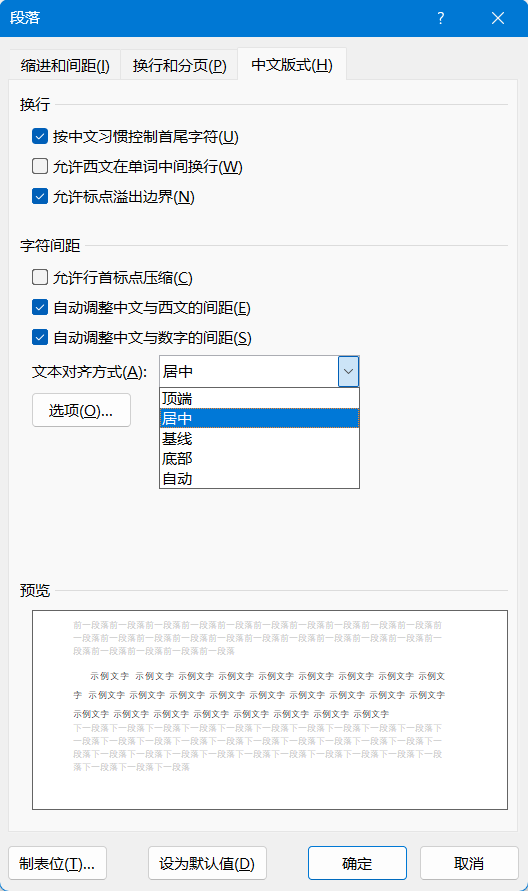 段落
?
缩进和间距(I) 换行和分页(P) 中文版式(H)
换行
按中文习惯控制首尾字符(U)
允许西文在单词中间换行(W)
允许标点溢出边界(N)
字符间距
允许行首标点压缩(C)
自动调整中文与西文的间距(E)
自动调整中文与数字的间距(S)
文本对齐方式(A): 居中
顶端
居中
基线
底部
自动
选项(O)...
预览
前一段落前一段落前一段落前一段落前一段落前一段落前一段落前一段落前一段落前一段落前
一段落前一段落前一段落前一段落前一段落前一段落前一段落前一段落前一段落前一段落前一
段落前一段落前一段落前一段落前一段落
示例文字 示例文字 示例文字 示例文字 示例文字 示例文字 示例文字 示例文字 示例文
字 示例文字 示例文字 示例文字 示例文字 示例文字 示例文字 示例文字 示例文字 示例文字
示例文字 示例文字 示例文字 示例文字 示例文字 示例文字 示例文字 示例文字
下一段落下一段落下一段落下一段落下一段落下一段落下一段落下一段落下一段落下一段落下
一段落下一段落下一段落下一段落下一段落下一段落下一段落下一段落下一段落下一段落下一
段落下一段落下一段落下一段落下一段落下一段落下一段落下一段落下一段落下一段落下一段
落下一段落下一段落下一段落
制表位(T)... 设为默认值(D) 确定 取消